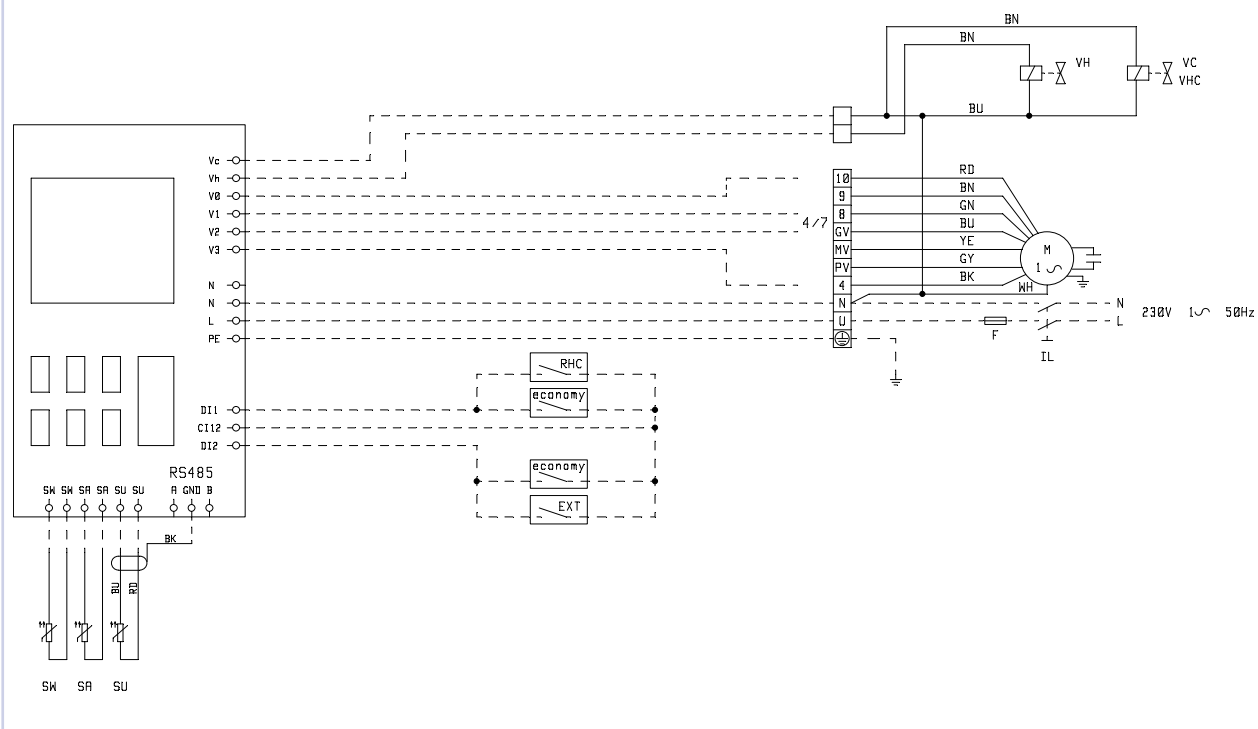 BN
BN
VH
VC
VHC
BU
Vc
Vh
V0
V1
V2
V3
N
N
L
PE
4/7
10
9
8
GV
MV
PV
4
N
U
RD
BN
GN
BU
YE
GY
BK
WH
M
1
N
L
230V 1 50Hz
F
IL
RHC
economy
DI1
CI12
DI2
economy
EXT
RS485
SW SW SA SA SU SU A GND B
BK
BU
RD
SW SA SU